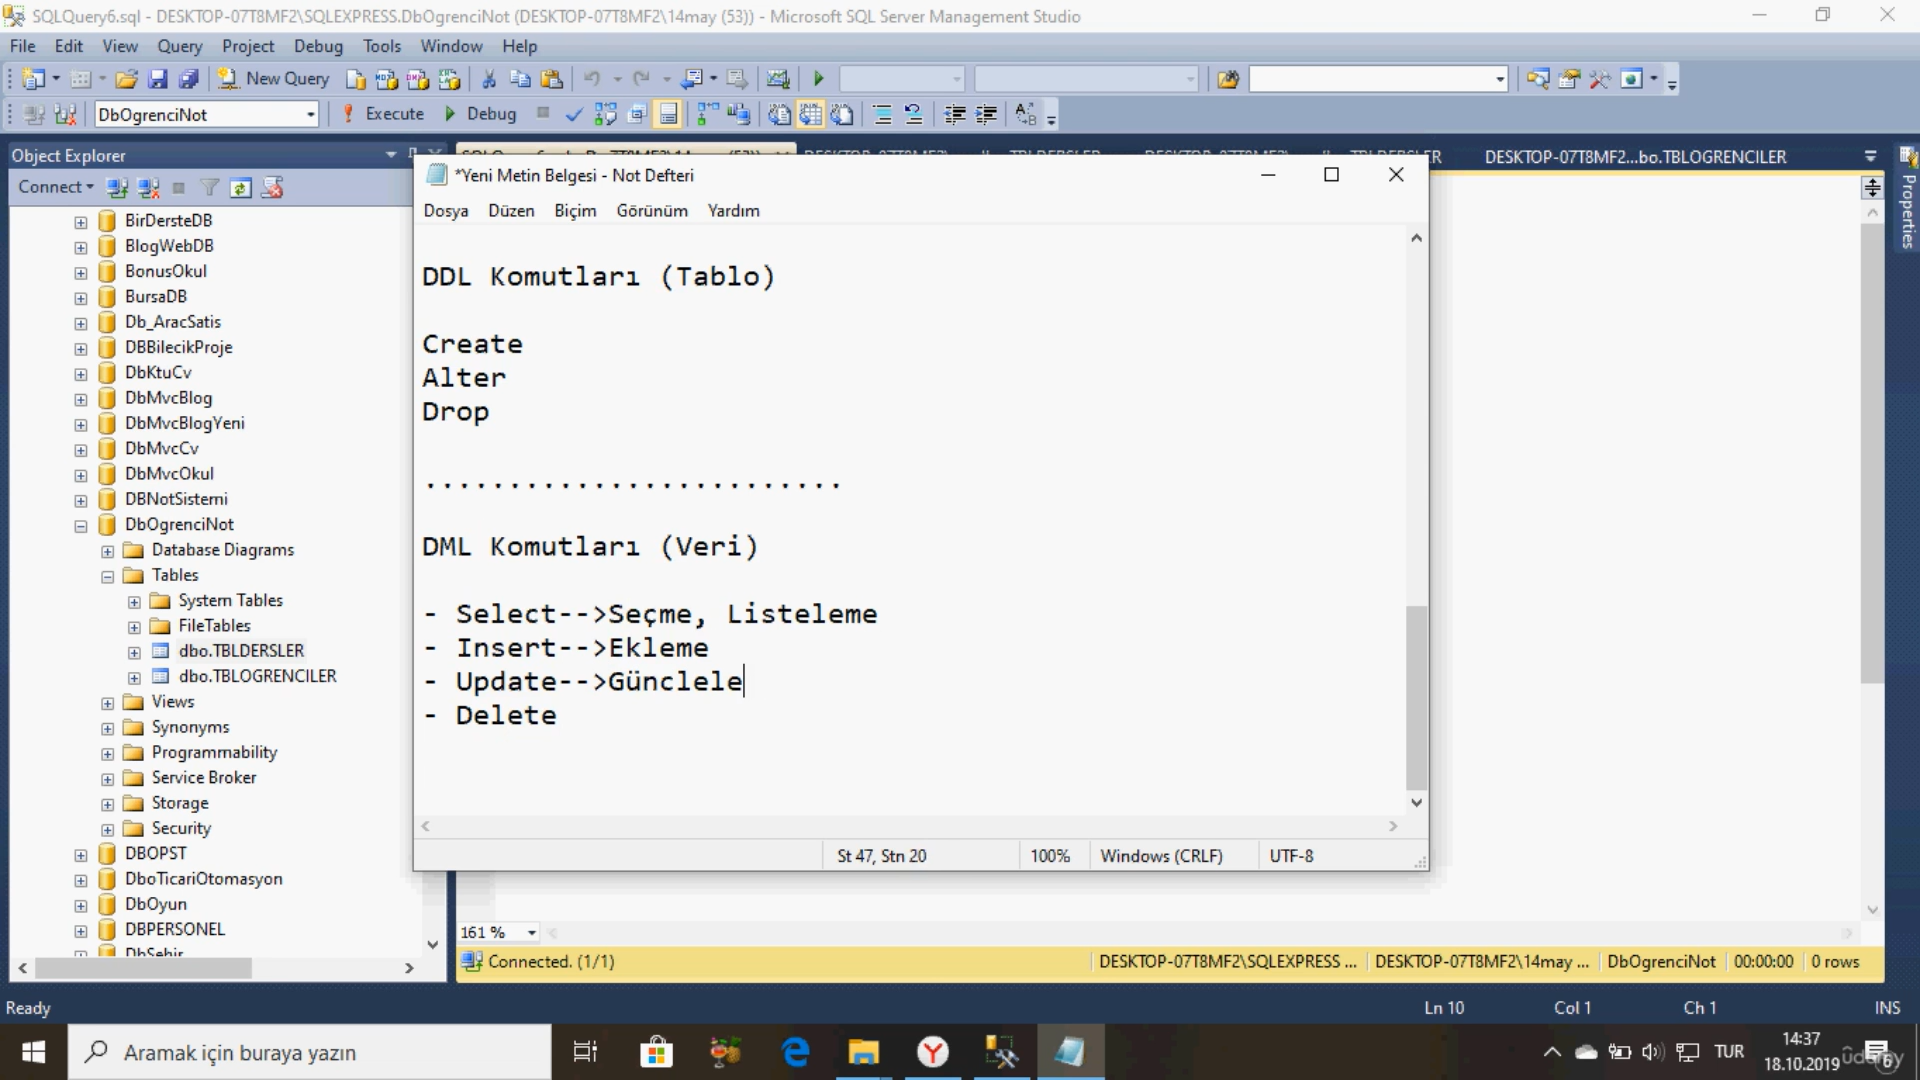 SQLQuery6.sql - DESKTOP-07T8MF2\SQLEXPRESS.DbOgrenciNot (DESKTOP-07T8MF2\14may (53)) - Microsoft SQL Server Management Studio
File Edit View Query Project Debug Tools Window Help
New Query
DbOgrenciNot Execute Debug
Object Explorer
DESKTOP-07T8MF2...bo.TBLOGRENCILER
Properties
Connect
BirDersteDB
BlogWebDB
BonusOkul
BursaDB
Db_AracSatis
DBBilecikProje
DbKtuCv
DbMvcBlog
DbMvcBlogYeni
DbMvcCv
DbMvcOkul
DBNotSistemi
DbOgrenciNot
Database Diagrams
Tables
System Tables
FileTables
dbo.TBLDERSLER
dbo.TBLOGRENCILER
Views
Synonyms
Programmability
Service Broker
Storage
Security
DBOPST
DboTicariOtomasyon
DbOyun
DBPERSONEL
DbSehir
*Yeni Metin Belgesi - Not Defteri
Dosya Düzen Biçim Görünüm Yardım
DDL Komutları (Tablo)
Create
Alter
Drop
.........................
DML Komutları (Veri)
- Select-->Seçme, Listeleme
- Insert-->Ekleme
- Update-->Günclele
- Delete
St 47, Stn 20 100% Windows (CRLF) UTF-8
161 %
Connected. (1/1) DESKTOP-07T8MF2\SQLEXPRESS ... DESKTOP-07T8MF2\14may ... DbOgrenciNot 00:00:00 0 rows
Ready Ln 10 Col 1 Ch 1 INS
Aramak için buraya yazın
TUR
14:37
18.10.2019
6
udemy